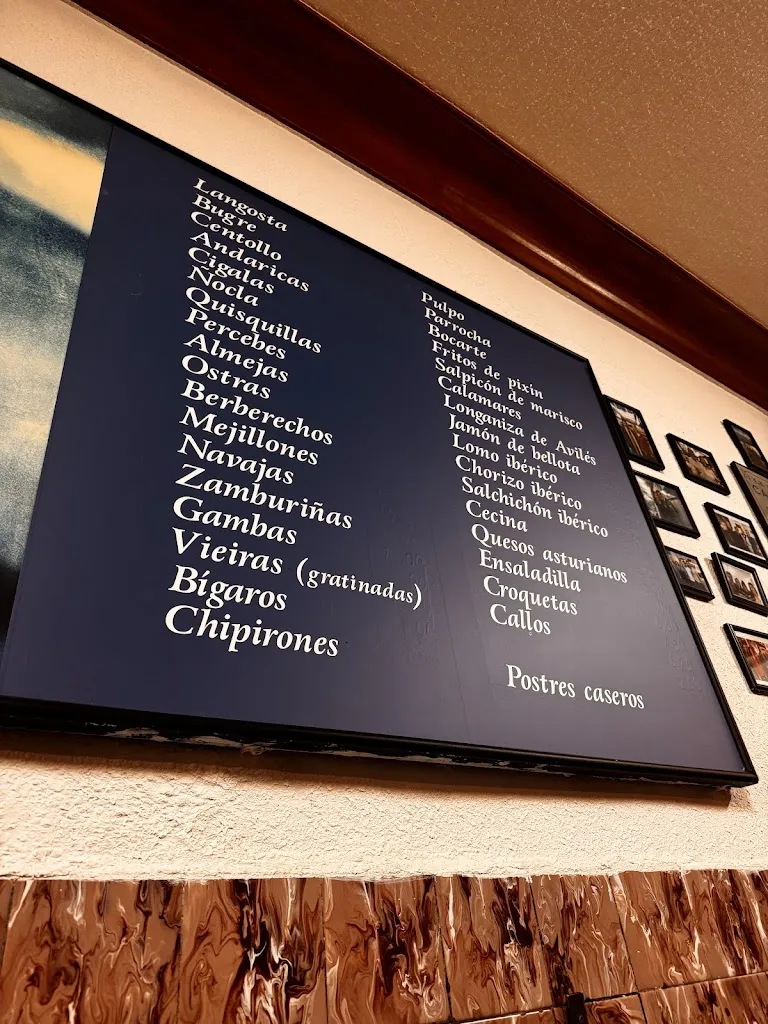 Langosta
Bugre
Centollo
Andaricas
Cigalas
Ñocla
Quisquillas
Percebes
Almejas
Ostras
Berberechos
Mejillones
Navajas
Zamburiñas
Gambas
Vieiras (gratinadas)
Bígaros
Chipirones
Pulpo
Parrocha
Bocarte
Fritos de pixín
Salpicón de marisco
Calamares
Longaniza de Avilés
Jamón de bellota
Lomo ibérico
Chorizo ibérico
Salchichón ibérico
Cecina
Quesos asturianos
Ensaladilla
Croquetas
Callos
Postres caseros